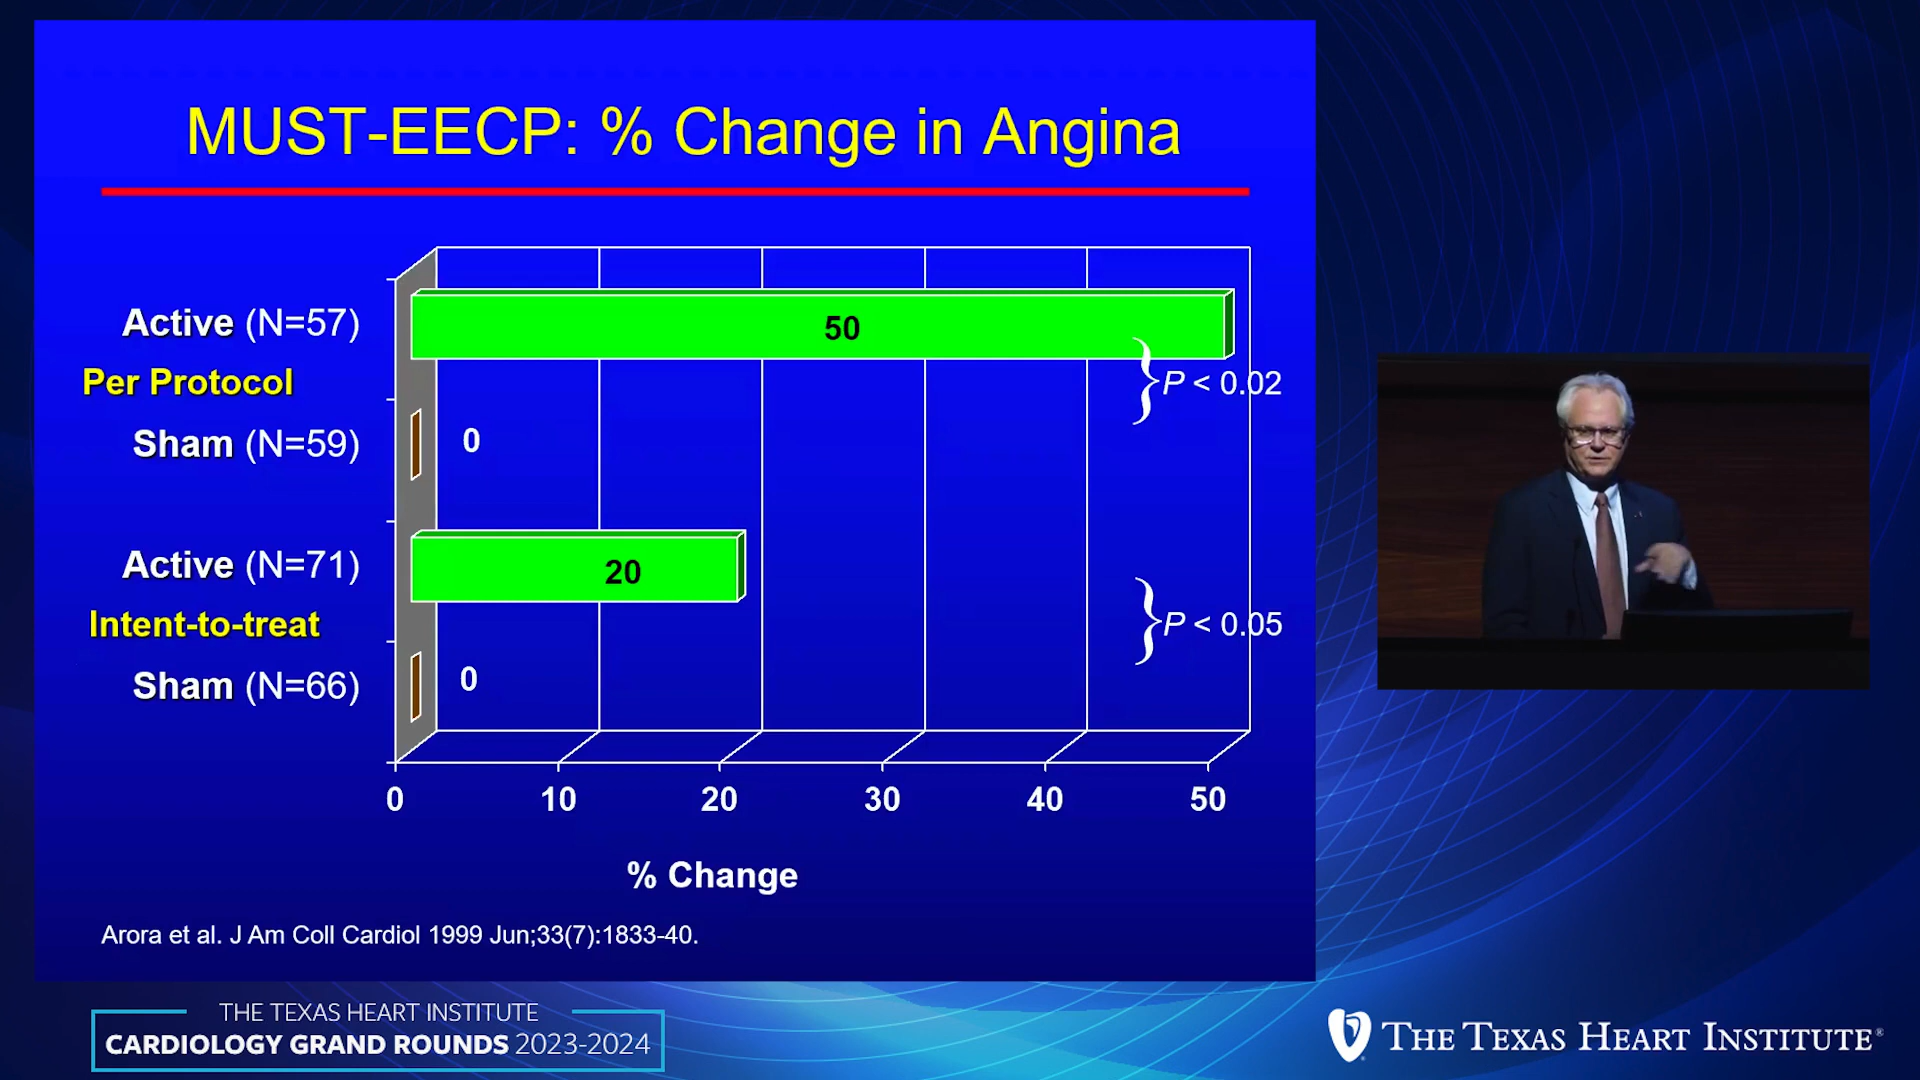 MUST-EECP: % Change in Angina
Active (N=57)
50
Per Protocol
P < 0.02
Sham (N=59)
0
Active (N=71)
20
Intent-to-treat
P < 0.05
Sham (N=66)
0
0 10 20 30 40 50
% Change
Arora et al. J Am Coll Cardiol 1999 Jun;33(7):1833-40.
THE TEXAS HEART INSTITUTE
CARDIOLOGY GRAND ROUNDS 2023-2024
THE TEXAS HEART INSTITUTE®